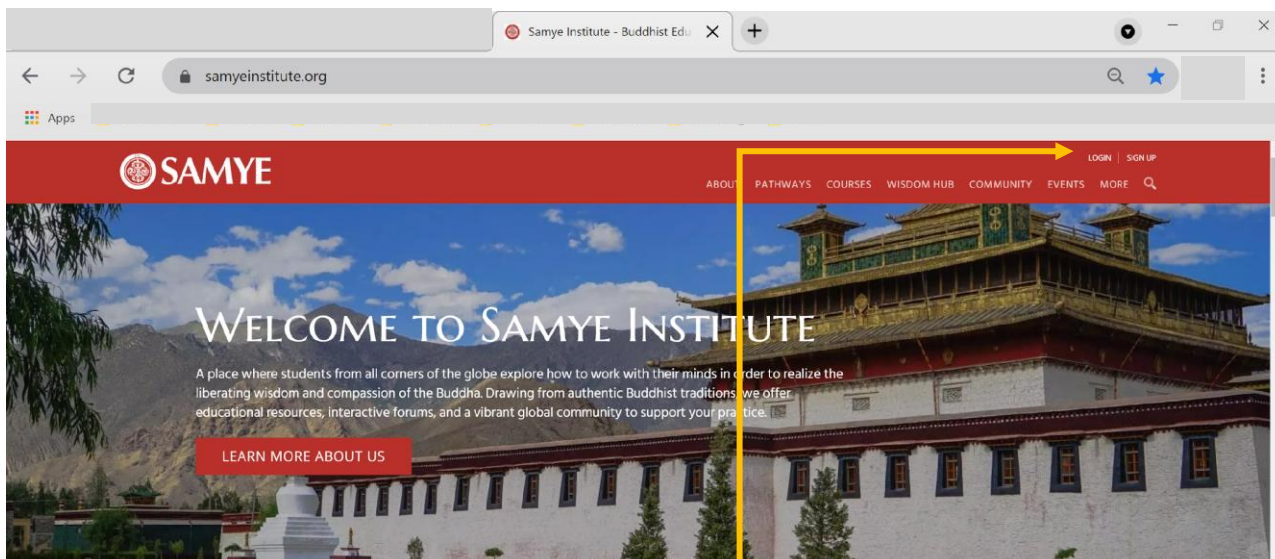 Samye Institute - Buddhist Edu
samyeinstitute.org
Apps
SAMYE
LOGIN | SIGN UP
ABOUT PATHWAYS COURSES WISDOM HUB COMMUNITY EVENTS MORE
WELCOME TO SAMYE INSTITUTE
A place where students from all corners of the globe explore how to work with their minds in order to realize the
liberating wisdom and compassion of the Buddha. Drawing from authentic Buddhist traditions, we offer
educational resources, interactive forums, and a vibrant global community to support your practice.
LEARN MORE ABOUT US